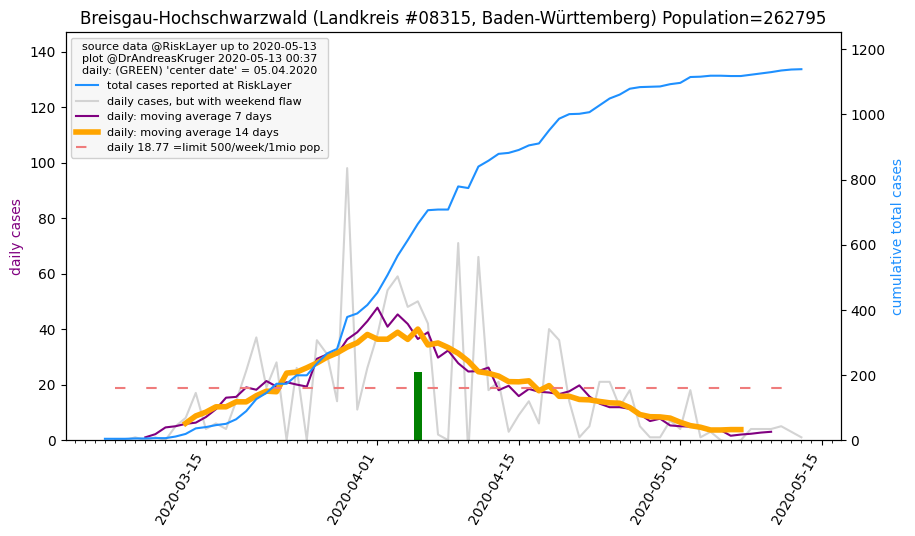 Breisgau-Hochschwarzwald (Landkreis #08315, Baden-Württemberg) Population=262795
source data @RiskLayer up to 2020-05-13
plot @DrAndreasKruger 2020-05-13 00:37
daily: (GREEN) 'center date' = 05.04.2020
total cases reported at RiskLayer
daily cases, but with weekend flaw
daily: moving average 7 days
daily: moving average 14 days
daily 18.77 =limit 500/week/1mio pop.
daily cases
140
120
100
80
60
40
20
0
1200
1000
800
600
400
200
0
cumulative total cases
2020-03-15
2020-04-01
2020-04-15
2020-05-01
2020-05-15